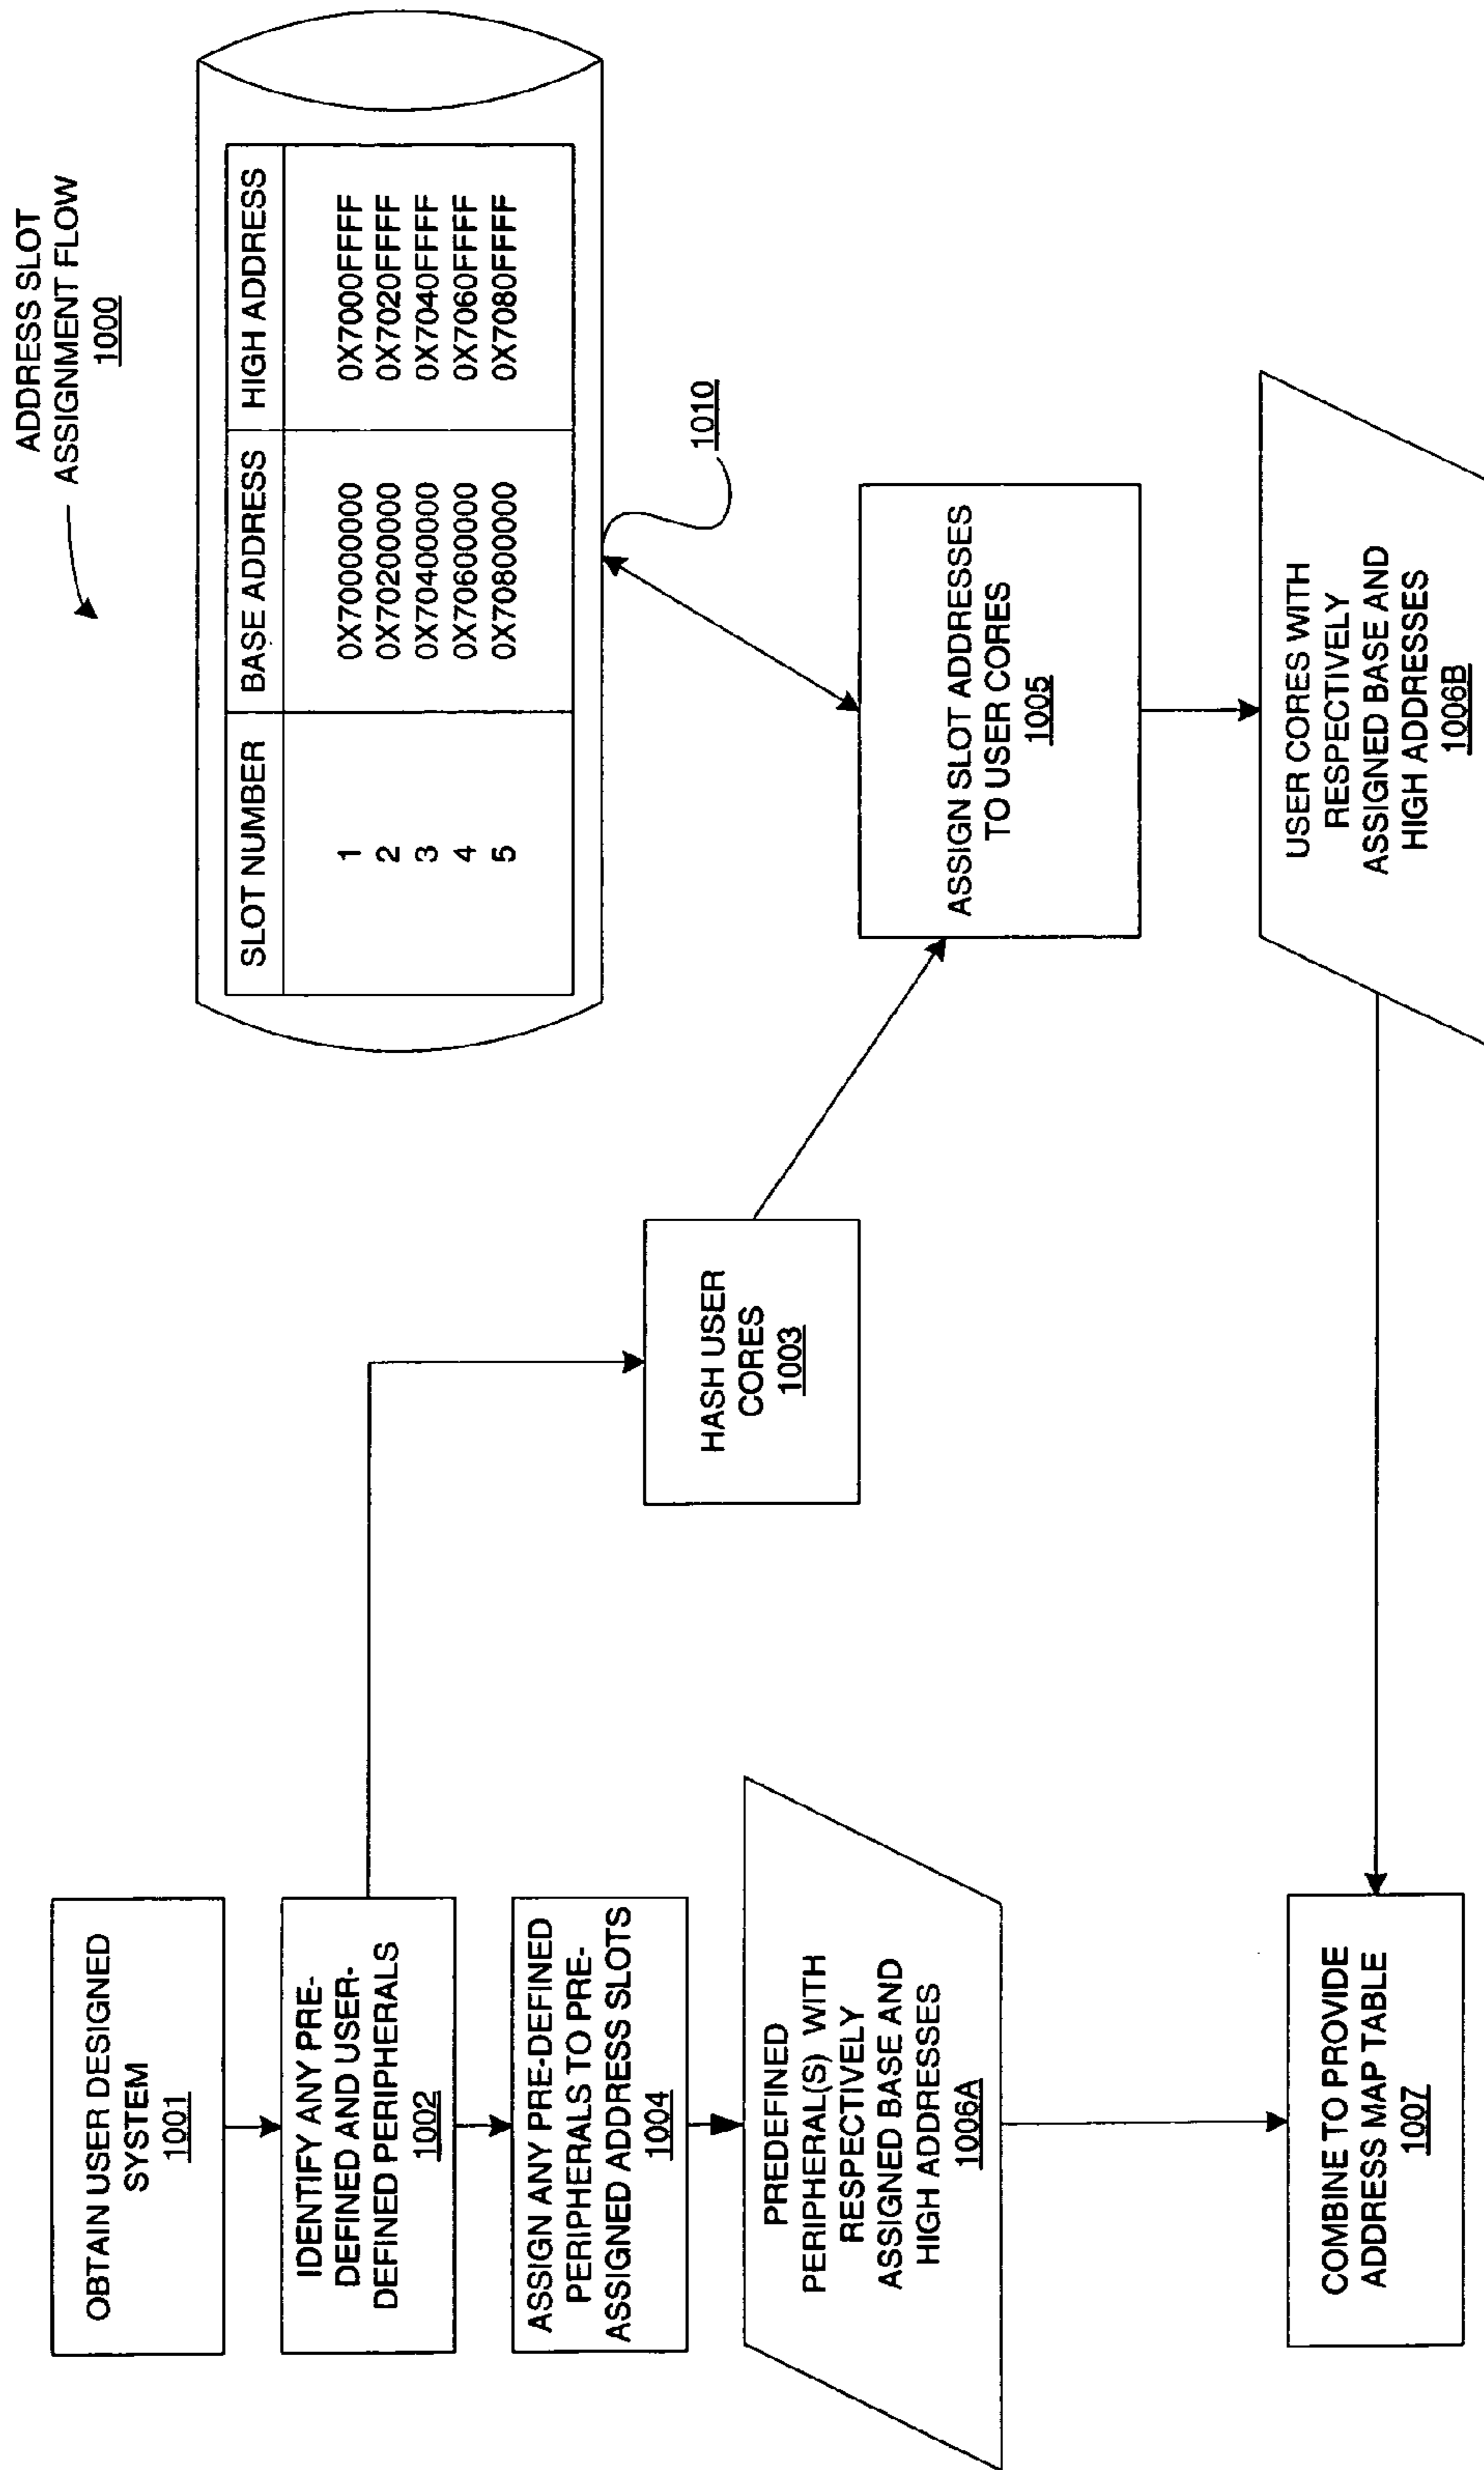 ADDRESS SLOT
ASSIGNMENT FLOW
1000
SLOT NUMBER BASE ADDRESS HIGH ADDRESS
1 0X70000000 0X7000FFFF
2 0X70200000 0X7020FFFF
3 0X70400000 0X7040FFFF
4 0X70600000 0X7060FFFF
5 0X70800000 0X7080FFFF
1010
OBTAIN USER DESIGNED
SYSTEM
1001
IDENTIFY ANY PRE-
DEFINED AND USER-
DEFINED PERIPHERALS
1002
HASH USER
CORES
1003
ASSIGN ANY PRE-DEFINED
PERIPHERALS TO PRE-
ASSIGNED ADDRESS SLOTS
1004
ASSIGN SLOT ADDRESSES
TO USER CORES
1005
PREDEFINED
PERIPHERAL(S) WITH
RESPECTIVELY
ASSIGNED BASE AND
HIGH ADDRESSES
1006A
USER CORES WITH
RESPECTIVELY
ASSIGNED BASE AND
HIGH ADDRESSES
1006B
COMBINE TO PROVIDE
ADDRESS MAP TABLE
1007